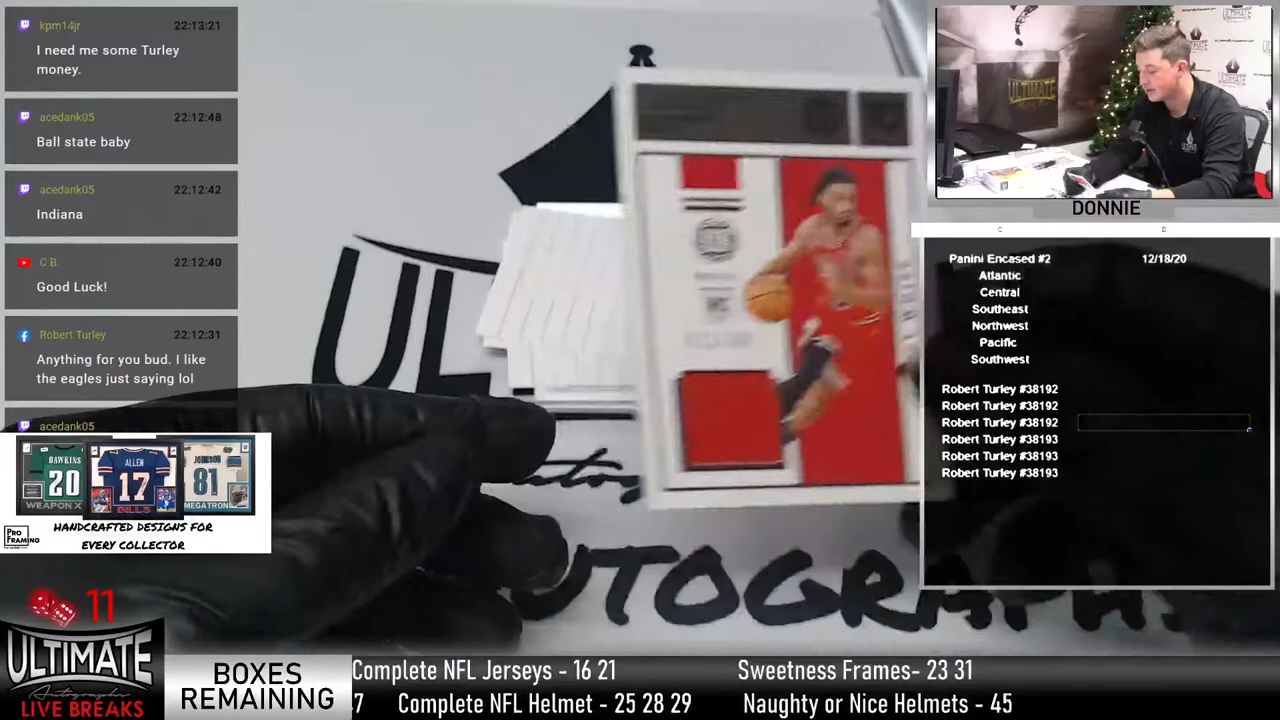 kpm14jr 22:13:21
I need me some Turley
money.
acedank05 22:12:48
Ball state baby
acedank05 22:12:42
Indiana
C B. 22:12:40
Good Luck!
Robert Turley 22:12:31
Anything for you bud. I like
the eagles just saying lol
acedank05
DAWKINS
20
WEAPON X
ALLEN
17
BILLS
JOHNSON
81
MEGATRON
PRO
FRAMING
HANDCRAFTED DESIGNS FOR
EVERY COLLECTOR
11
ULTIMATE
Autographs
LIVE BREAKS
BOXES
REMAINING
Complete NFL Jerseys - 16 21
Sweetness Frames- 23 31
7 Complete NFL Helmet - 25 28 29
Naughty or Nice Helmets - 45
UL
AUTOGRAPH
ULTIMATE
DONNIE
C D
Panini Encased #2 12/18/20
Atlantic
Central
Southeast
Northwest
Pacific
Southwest
Robert Turley #38192
Robert Turley #38192
Robert Turley #38192
Robert Turley #38193
Robert Turley #38193
Robert Turley #38193